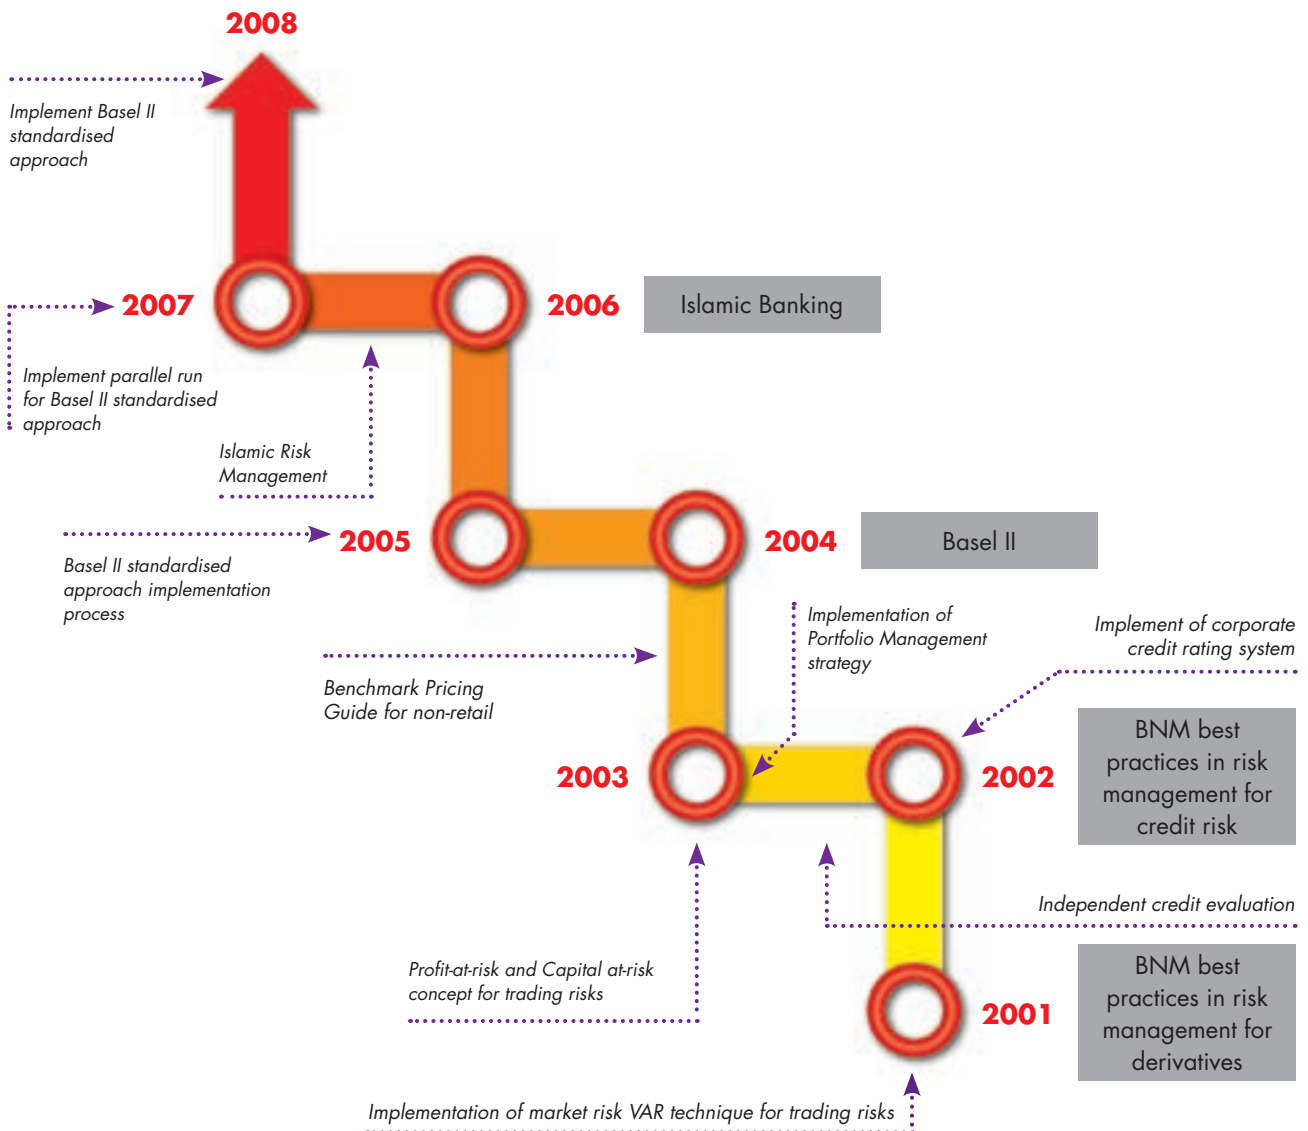 2008
Implement Basel II
standardised
approach
2007
2006
Islamic Banking
Implement parallel run
for Basel II standardised
approach
Islamic Risk
Management
2005
2004
Basel II
Basel II standardised
approach implementation
process
Implementation of
Portfolio Management
strategy
Implement of corporate
credit rating system
Benchmark Pricing
Guide for non-retail
2003
2002
BNM best
practices in risk
management for
credit risk
Independent credit evaluation
Profit-at-risk and Capital at-risk
concept for trading risks
2001
BNM best
practices in risk
management for
derivatives
Implementation of market risk VAR technique for trading risks